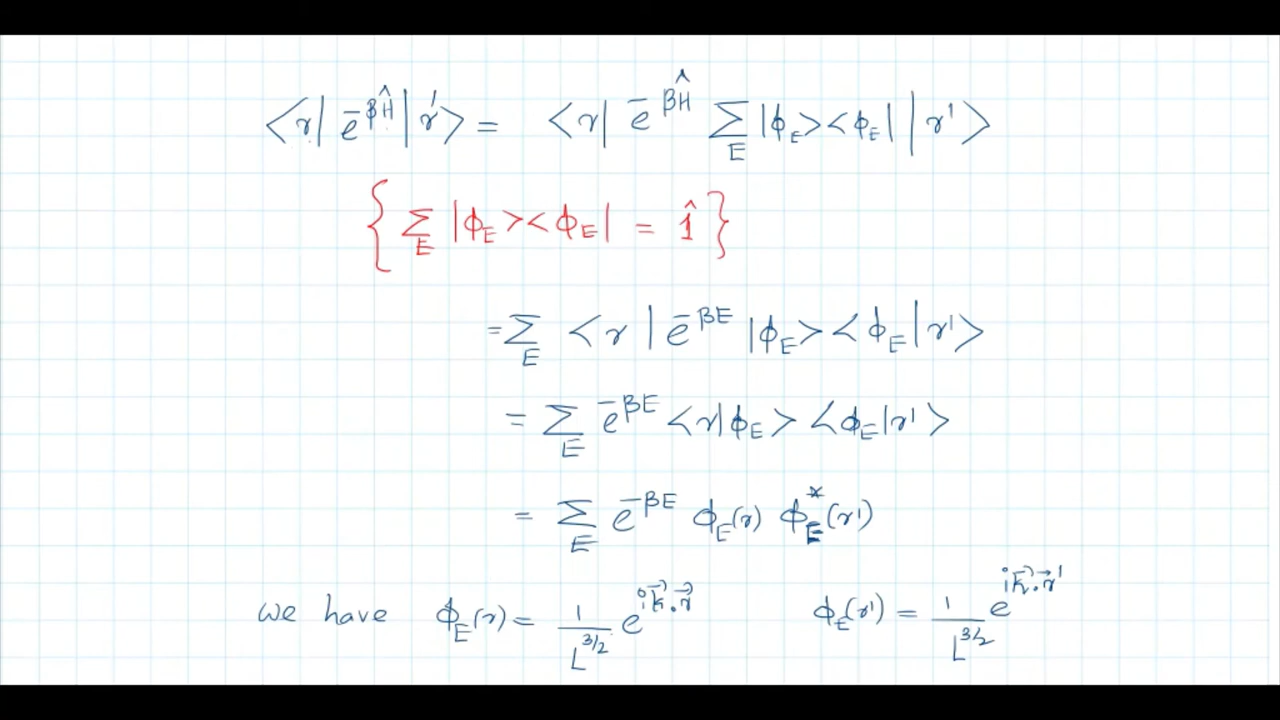 <r| e^{-βĤ} |r'> = <r| e^{-βĤ} Σ_E |ϕ_E><ϕ_E| |r'>
{ Σ_E |ϕ_E><ϕ_E| = 1̂ }
= Σ_E <r| e^{-βE} |ϕ_E><ϕ_E|r'>
= Σ_E e^{-βE} <r|ϕ_E> <ϕ_E|r'>
= Σ_E e^{-βE} ϕ_E(r) ϕ_E^*(r')
we have ϕ_E(r) = 1/L^{3/2} e^{i k⃗·r⃗} ϕ_E(r') = 1/L^{3/2} e^{i k⃗·r⃗'}